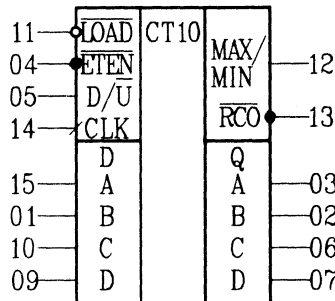 11 LOAD CT10
04 ETEN MAX/ 12
05 D/U MIN
14 CLK RCO 13
D Q
15 A A 03
01 B B 02
10 C C 06
09 D D 07